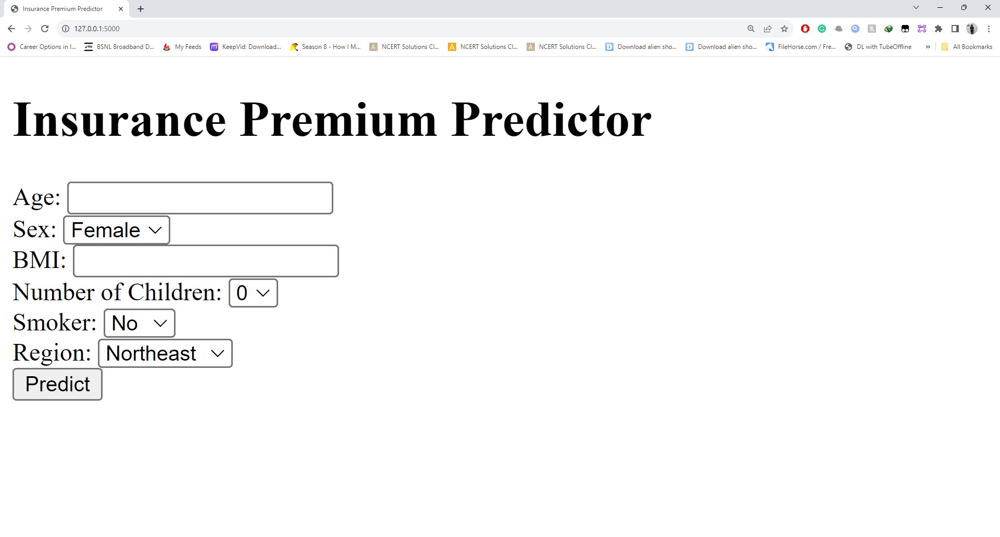 Insurance Premium Predictor
127.0.0.1:5000
Career Options in I...
BSNL Broadband D...
My Feeds
KeepVid: Download...
Season 8 - How I M...
NCERT Solutions Cl...
NCERT Solutions Cl...
NCERT Solutions Cl...
Download alien sho...
Download alien sho...
FileHorse.com / Fre...
DL with TubeOffline
All Bookmarks
Insurance Premium Predictor
Age:
Sex: Female
BMI:
Number of Children: 0
Smoker: No
Region: Northeast
Predict